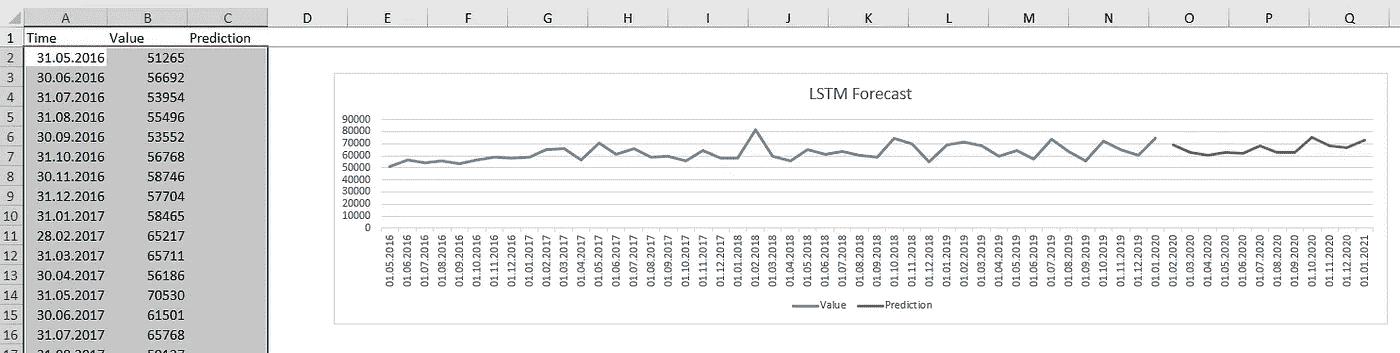 A B C D E F G H I J K L M N O P Q
1 Time Value Prediction
2 31.05.2016 51265
3 30.06.2016 56692
4 31.07.2016 53954
5 31.08.2016 55496
6 30.09.2016 53552
7 31.10.2016 56768
8 30.11.2016 58746
9 31.12.2016 57704
10 31.01.2017 58465
11 28.02.2017 65217
12 31.03.2017 65711
13 30.04.2017 56186
14 31.05.2017 70530
15 30.06.2017 61501
16 31.07.2017 65768
LSTM Forecast
90000
80000
70000
60000
50000
40000
30000
20000
10000
0
01.05.2016 01.06.2016 01.07.2016 01.08.2016 01.09.2016 01.10.2016 01.11.2016 01.12.2016 01.01.2017 01.02.2017 01.03.2017 01.04.2017 01.05.2017 01.06.2017 01.07.2017 01.08.2017 01.09.2017 01.10.2017 01.11.2017 01.12.2017 01.01.2018 01.02.2018 01.03.2018 01.04.2018 01.05.2018 01.06.2018 01.07.2018 01.08.2018 01.09.2018 01.10.2018 01.11.2018 01.12.2018 01.01.2019 01.02.2019 01.03.2019 01.04.2019 01.05.2019 01.06.2019 01.07.2019 01.08.2019 01.09.2019 01.10.2019 01.11.2019 01.12.2019 01.01.2020 01.02.2020 01.03.2020 01.04.2020 01.05.2020 01.06.2020 01.07.2020 01.08.2020 01.09.2020 01.10.2020 01.11.2020 01.12.2020 01.01.2021
Value Prediction